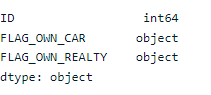 ID int64
FLAG_OWN_CAR object
FLAG_OWN_REALTY object
dtype: object